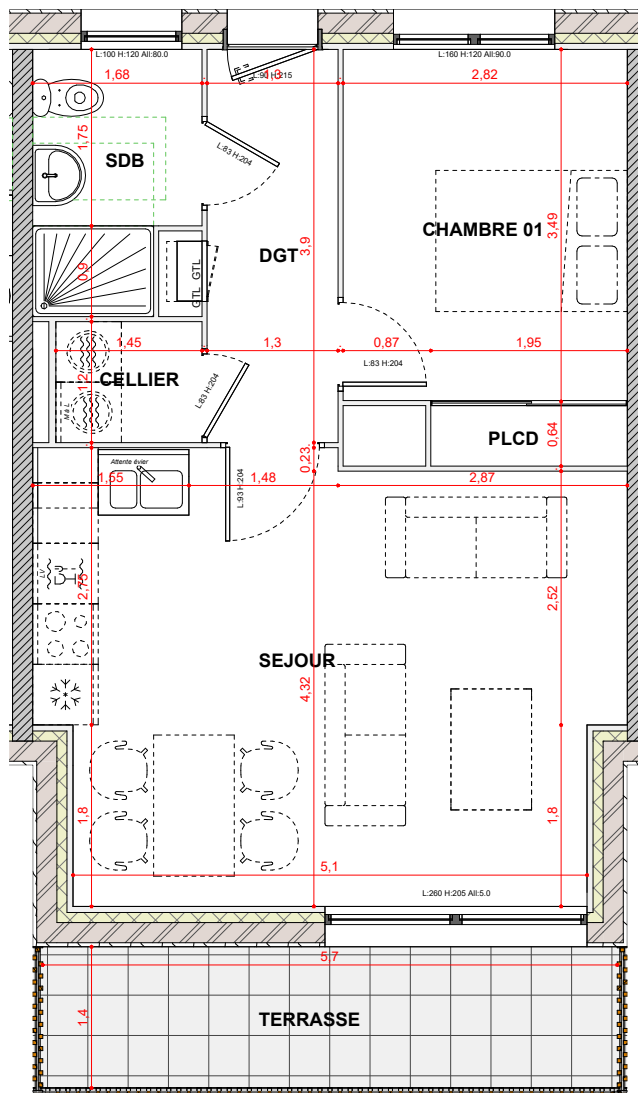 L:100 H:120 All:80.0
L:160 H:120 All:90.0
1,68
2,82
1,75
SDB
L:83 H:204
3,49
CHAMBRE 01
DGT
3,9
0,9
GTL
GTL
1,45
1,3
0,87
1,95
L:83 H:204
CELLIER
L:83 H:204
1,2
M à L
PLCD
0,64
0,23
Attente évier
1,55
1,48
L:93 H:204
2,87
LV
2,75
2,52
SEJOUR
4,32
1,8
1,8
5,1
L:260 H:205 All:5.0
5,7
TERRASSE
1,4